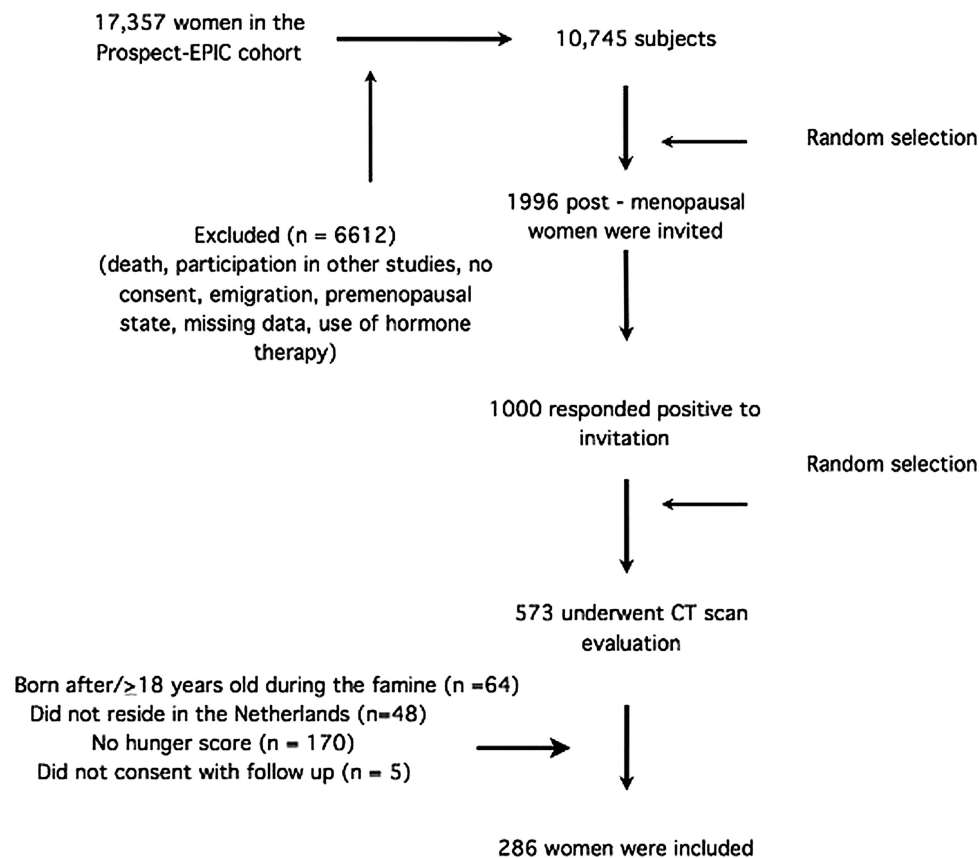 17,357 women in the
Prospect-EPIC cohort
10,745 subjects
Random selection
1996 post - menopausal
women were invited
Excluded (n = 6612)
(death, participation in other studies, no
consent, emigration, premenopausal
state, missing data, use of hormone
therapy)
1000 responded positive to
invitation
Random selection
573 underwent CT scan
evaluation
Born after/≥18 years old during the famine (n =64)
Did not reside in the Netherlands (n=48)
No hunger score (n = 170)
Did not consent with follow up (n = 5)
286 women were included